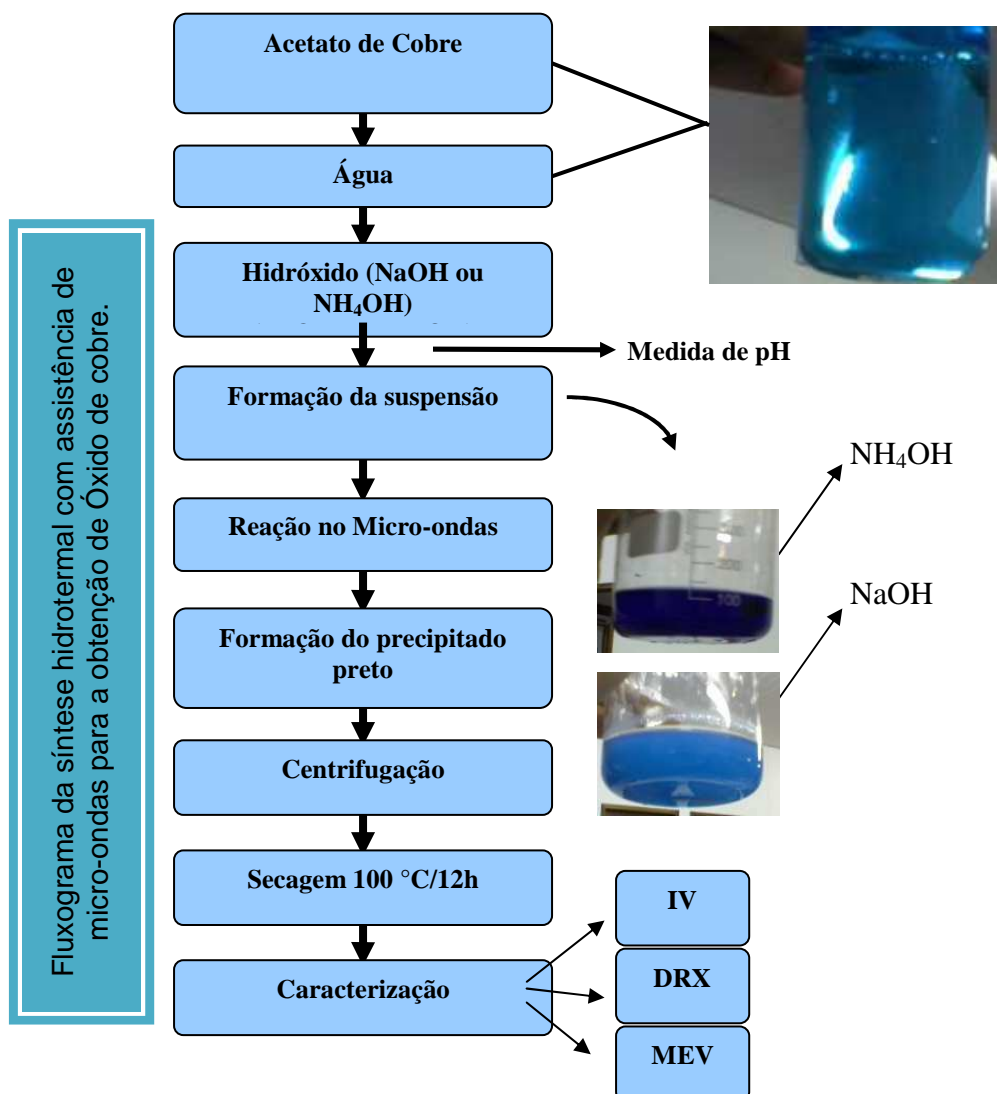 Acetato de Cobre
Água
Hidróxido (NaOH ou
NH₄OH)
Medida de pH
Formação da suspensão
NH₄OH
Reação no Micro-ondas
NaOH
Formação do precipitado
preto
Centrifugação
Secagem 100 °C/12h
Caracterização
IV
DRX
MEV
Fluxograma da síntese hidrotermal com assistência de
micro-ondas para a obtenção de Óxido de cobre.
200
100